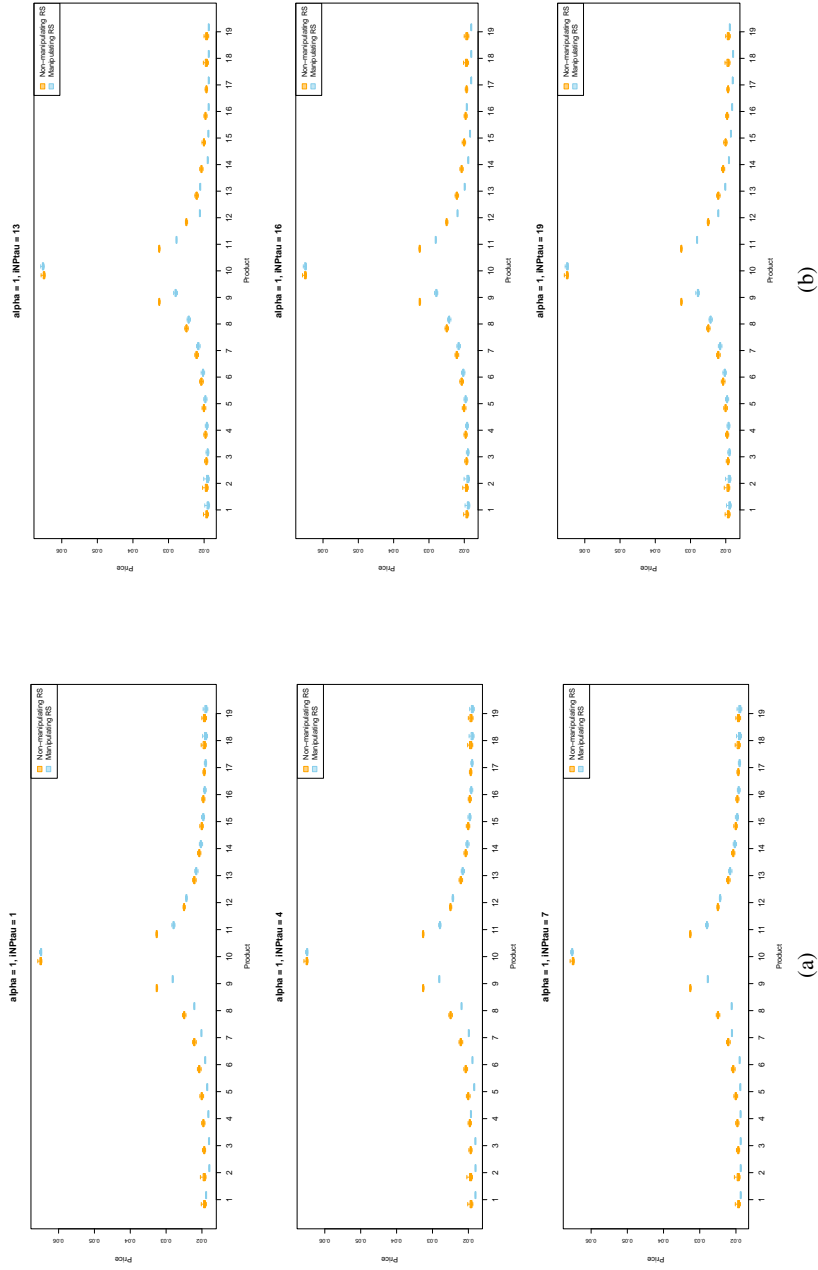 alpha = 1, iNPtau = 1
Non−manipulating RS
Manipulating RS
Price
0.06
0.05
0.04
0.03
0.02
1 2 3 4 5 6 7 8 9 10 11 12 13 14 15 16 17 18 19
Product
alpha = 1, iNPtau = 4
Non−manipulating RS
Manipulating RS
Price
0.06
0.05
0.04
0.03
0.02
1 2 3 4 5 6 7 8 9 10 11 12 13 14 15 16 17 18 19
Product
alpha = 1, iNPtau = 7
Non−manipulating RS
Manipulating RS
Price
0.06
0.05
0.04
0.03
0.02
1 2 3 4 5 6 7 8 9 10 11 12 13 14 15 16 17 18 19
Product
(a)
alpha = 1, iNPtau = 13
Non−manipulating RS
Manipulating RS
Price
0.06
0.05
0.04
0.03
0.02
1 2 3 4 5 6 7 8 9 10 11 12 13 14 15 16 17 18 19
Product
alpha = 1, iNPtau = 16
Non−manipulating RS
Manipulating RS
Price
0.06
0.05
0.04
0.03
0.02
1 2 3 4 5 6 7 8 9 10 11 12 13 14 15 16 17 18 19
Product
alpha = 1, iNPtau = 19
Non−manipulating RS
Manipulating RS
Price
0.06
0.05
0.04
0.03
0.02
1 2 3 4 5 6 7 8 9 10 11 12 13 14 15 16 17 18 19
Product
(b)